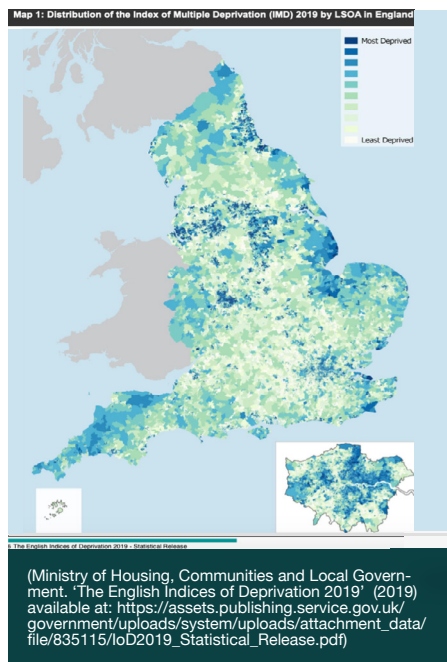 Map 1: Distribution of the Index of Multiple Deprivation (IMD) 2019 by LSOA in England
Most Deprived
Least Deprived
6 The English Indices of Deprivation 2019 - Statistical Release
(Ministry of Housing, Communities and Local Govern-
ment. ‘The English Indices of Deprivation 2019’ (2019)
available at: https://assets.publishing.service.gov.uk/
government/uploads/system/uploads/attachment_data/
file/835115/IoD2019_Statistical_Release.pdf)